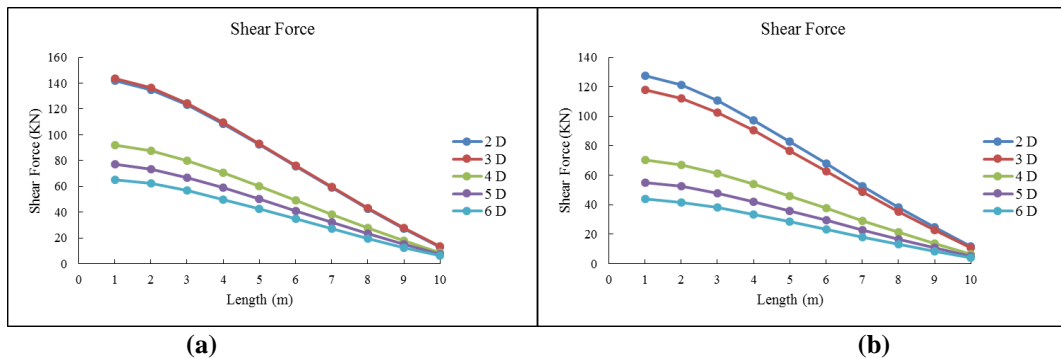 Shear Force
160
140
120
100
80
60
40
20
0
Shear Force (KN)
0 1 2 3 4 5 6 7 8 9 10
Length (m)
2 D
3 D
4 D
5 D
6 D
(a)
Shear Force
140
120
100
80
60
40
20
0
Shear Force (KN)
0 1 2 3 4 5 6 7 8 9 10
Length (m)
2 D
3 D
4 D
5 D
6 D
(b)